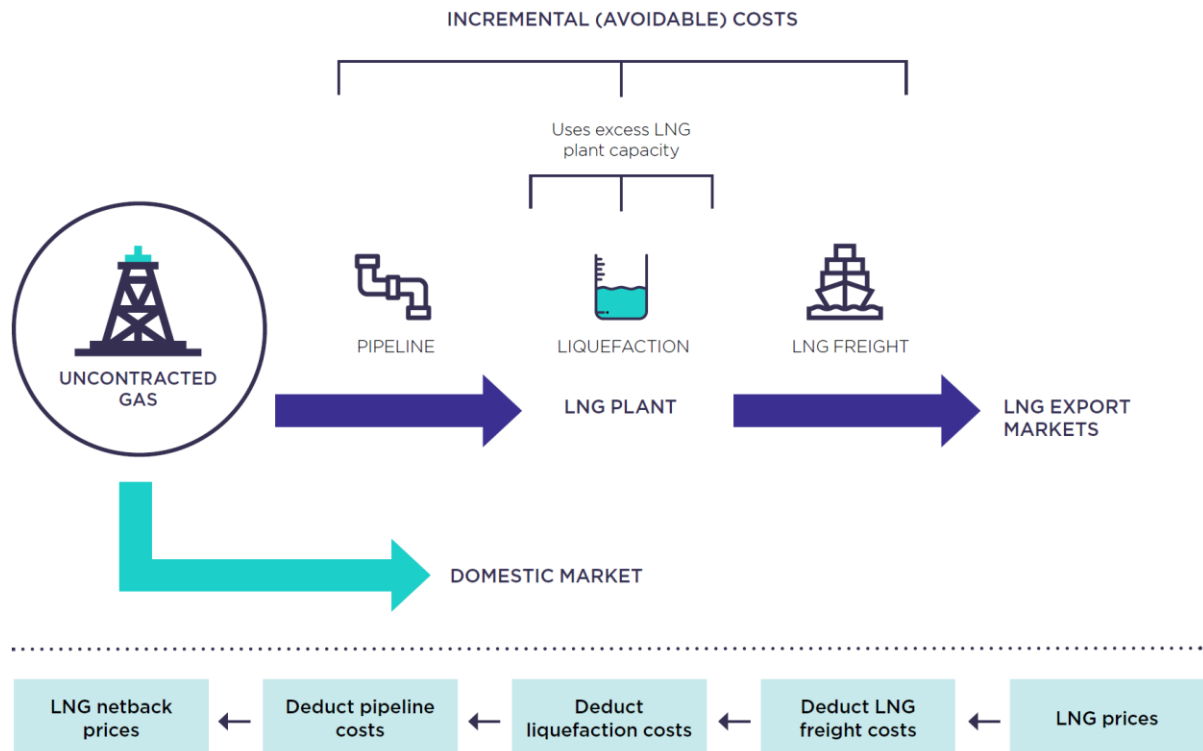 INCREMENTAL (AVOIDABLE) COSTS
Uses excess LNG
plant capacity
UNCONTRACTED
GAS
PIPELINE
LIQUEFACTION
LNG FREIGHT
LNG PLANT
LNG EXPORT
MARKETS
DOMESTIC MARKET
LNG netback
prices
Deduct pipeline
costs
Deduct
liquefaction costs
Deduct LNG
freight costs
LNG prices